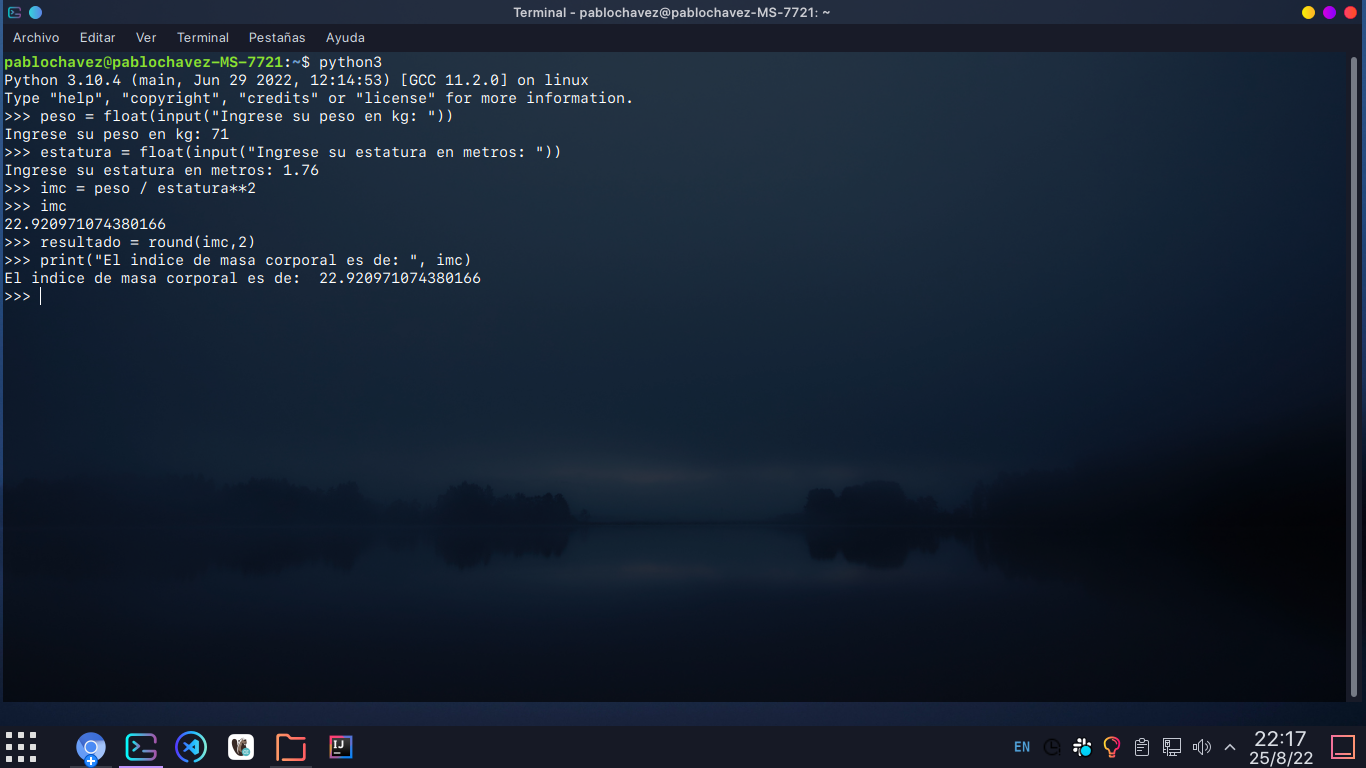 Terminal - pablochavez@pablochavez-MS-7721: ~
Archivo Editar Ver Terminal Pestañas Ayuda
pablochavez@pablochavez-MS-7721:~$ python3
Python 3.10.4 (main, Jun 29 2022, 12:14:53) [GCC 11.2.0] on linux
Type "help", "copyright", "credits" or "license" for more information.
>>> peso = float(input("Ingrese su peso en kg: "))
Ingrese su peso en kg: 71
>>> estatura = float(input("Ingrese su estatura en metros: "))
Ingrese su estatura en metros: 1.76
>>> imc = peso / estatura**2
>>> imc
22.920971074380166
>>> resultado = round(imc,2)
>>> print("El indice de masa corporal es de: ", imc)
El indice de masa corporal es de:  22.920971074380166
>>>
IJ
EN
22:17
25/8/22